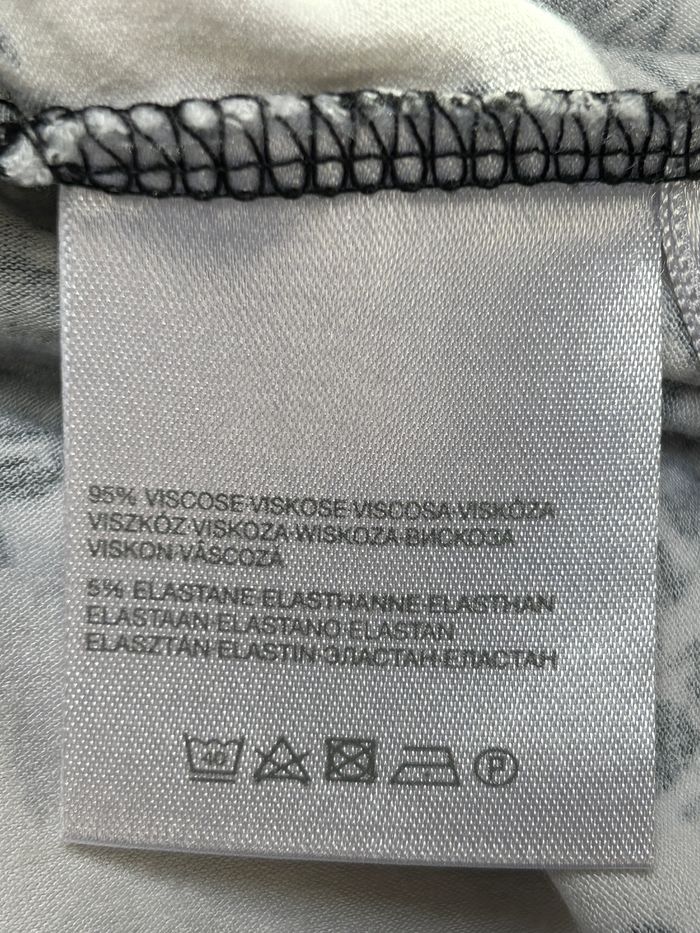 95% VISCOSE·VISKOSE·VISCOSA·VISKÓZA
VISZKÓZ·VISKOZA·WISKOZA·ВИСКОЗА
VISKON·VÂSCOZĂ
5% ELASTANE·ELASTHANNE·ELASTHAN
ELASTAAN·ELASTANO·ELASTAN
ELASZTÁN·ELASTIN·ЭЛАСТАН·ЕЛАСТАН
40 P